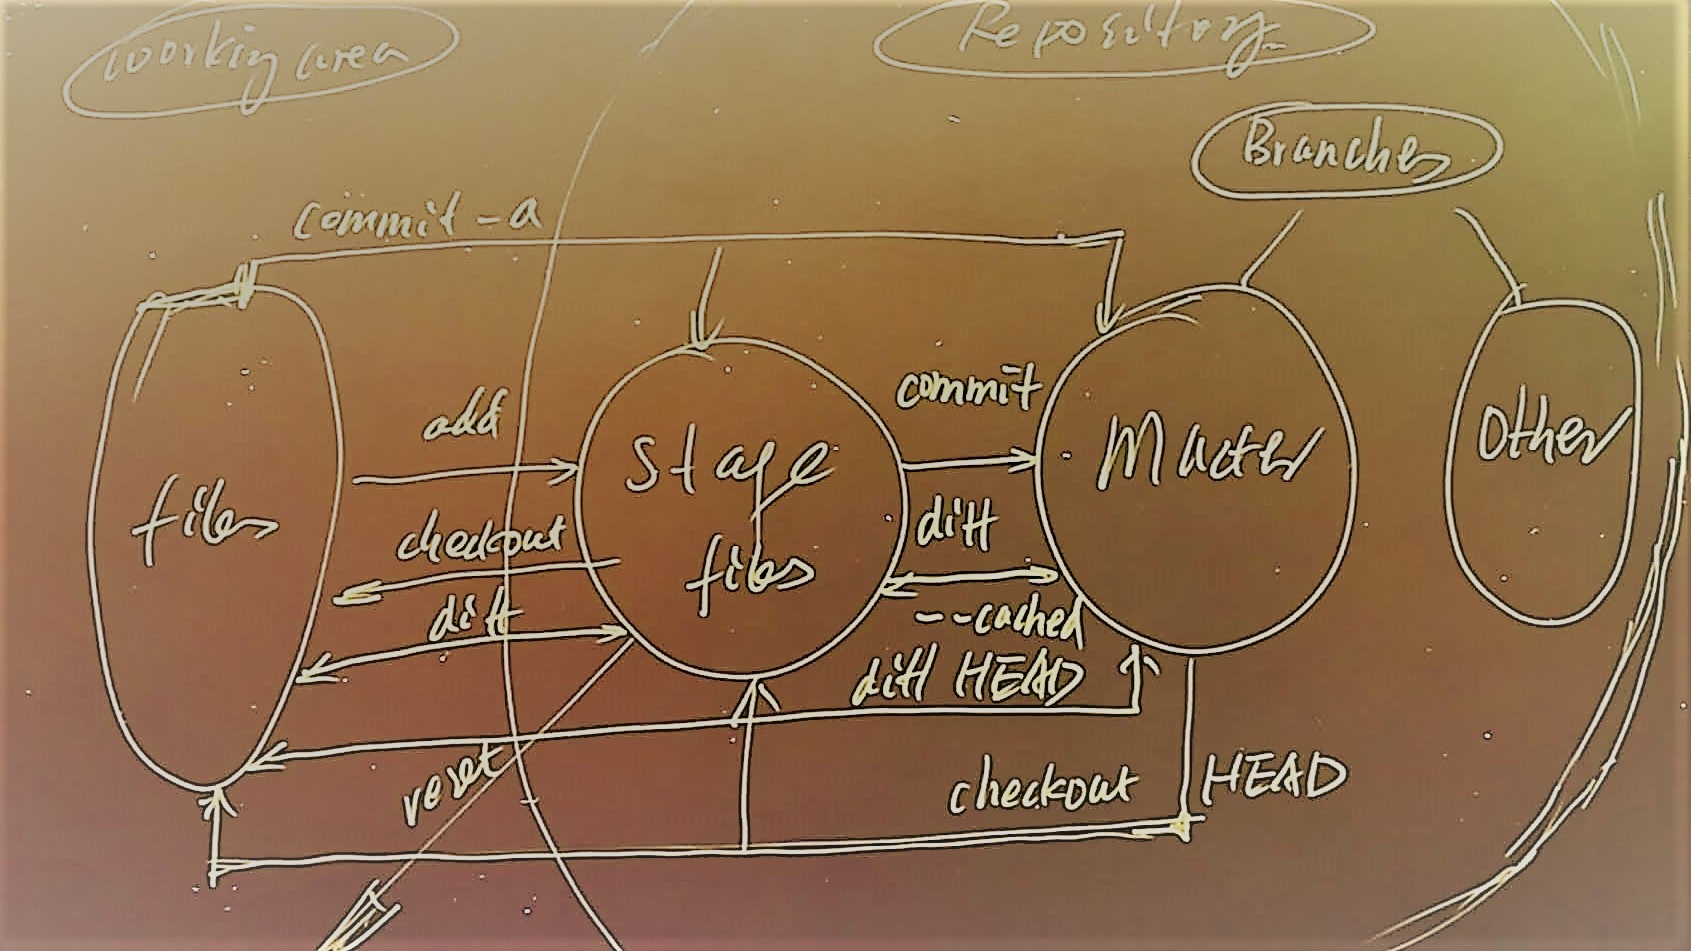 working area
Repository
Branches
commit -a
add
commit
files
Stage
files
Master
Other
checkout
diff
diff
--cached
diff HEAD
reset
checkout
HEAD